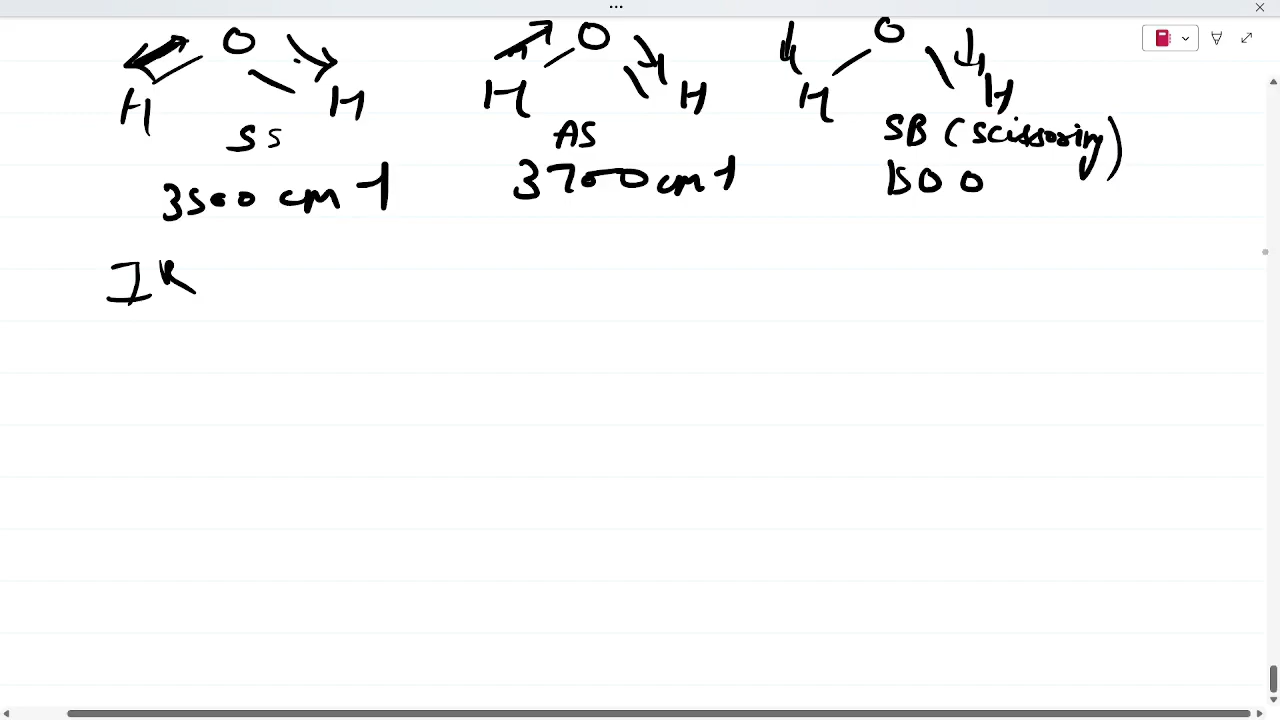 O O O
H H H H H H
SS AS SB (Scissoring)
3500 cm-1 3700 cm-1 1500
IR